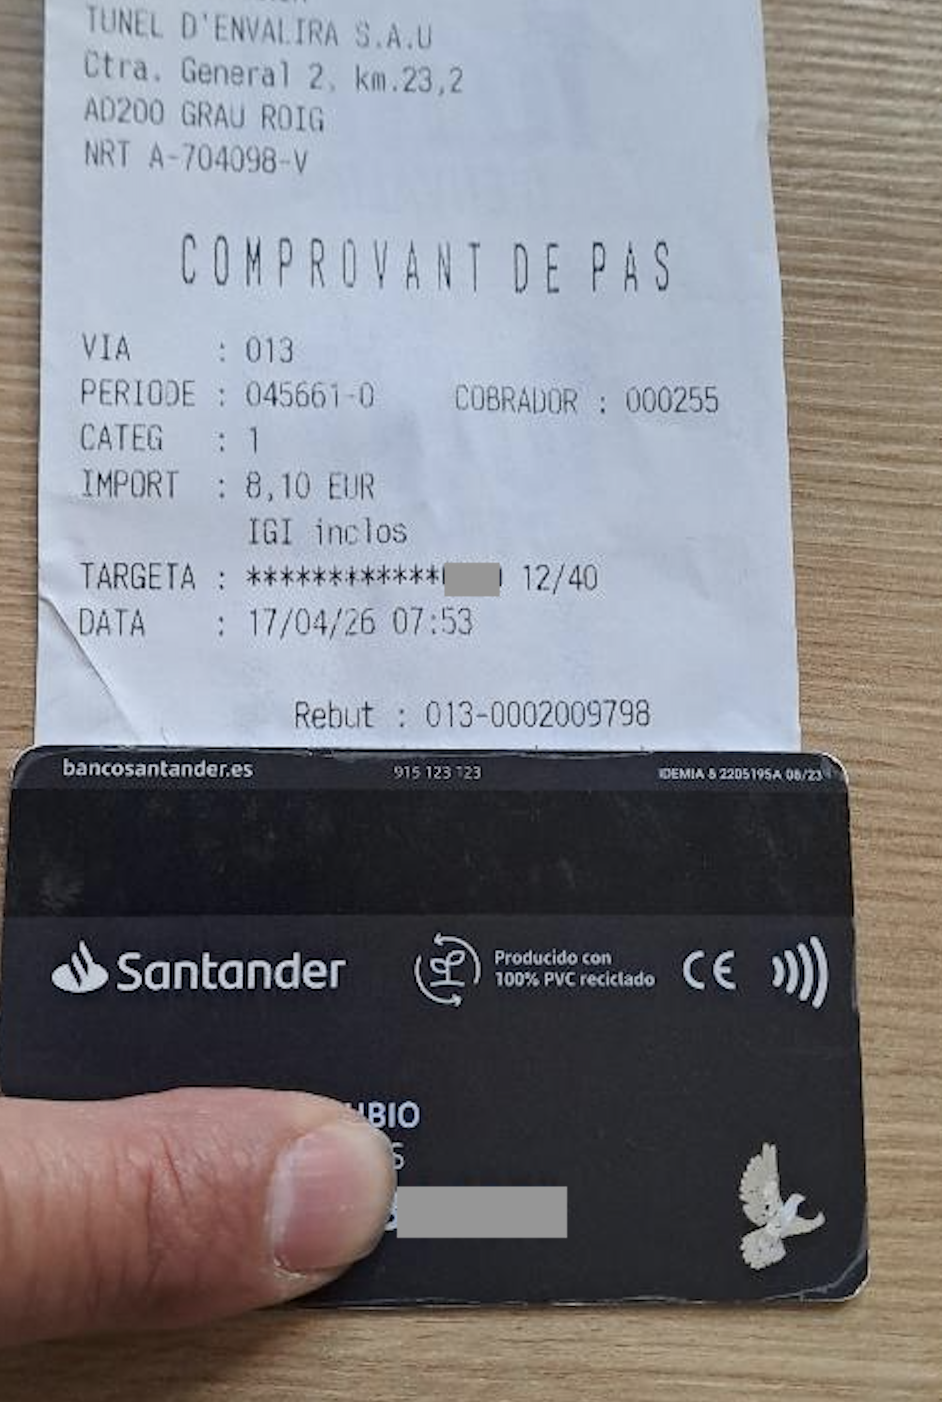 TUNEL D'ENVALIRA S.A.U
Ctra. General 2, km.23,2
AD200 GRAU ROIG
NRT A-704098-V
COMPROVANT DE PAS
VIA : 013
PERIODE : 045661-0 COBRADOR : 000255
CATEG : 1
IMPORT : 8,10 EUR
IGI inclos
TARGETA : ************ 12/40
DATA : 17/04/26 07:53
Rebut : 013-0002009798
bancosantander.es 915 123 123 IDEMIA 8 2205195A 08/23
Santander
Producido con
100% PVC reciclado
CE